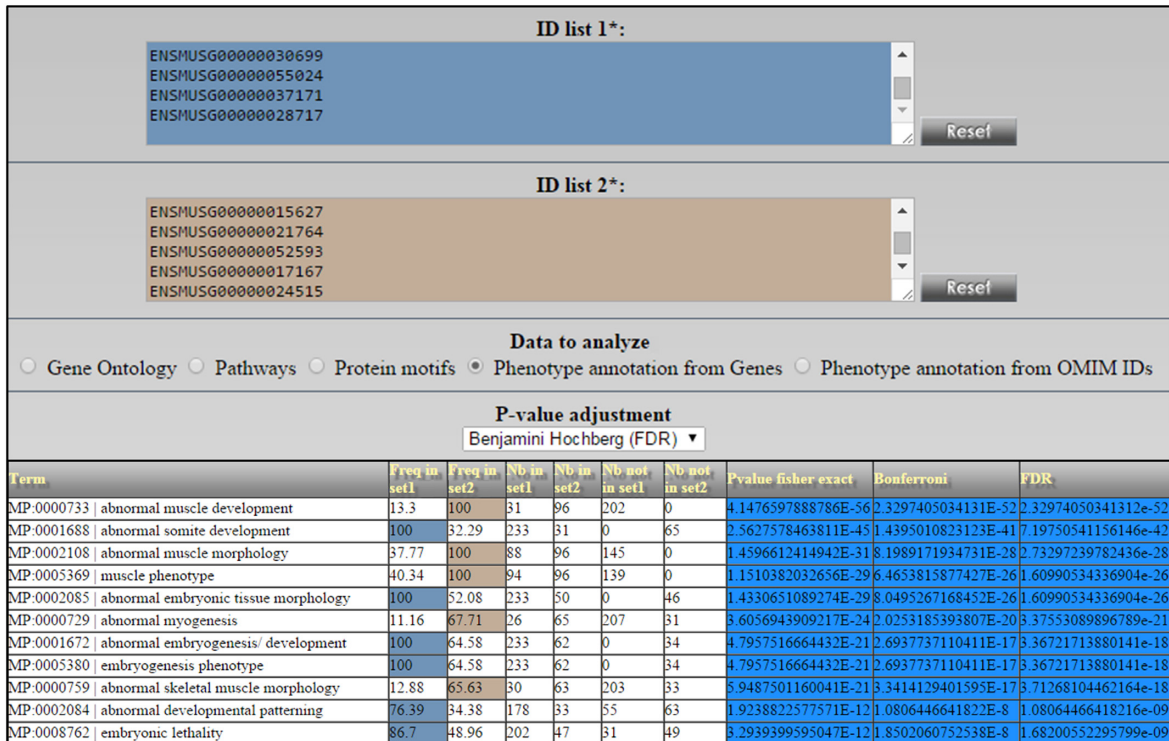 ID list 1*:
ENSMUSG00000030699
ENSMUSG00000055024
ENSMUSG00000037171
ENSMUSG00000028717
Reset
ID list 2*:
ENSMUSG00000015627
ENSMUSG00000021764
ENSMUSG00000052593
ENSMUSG00000017167
ENSMUSG00000024515
Reset
Data to analyze
Gene Ontology Pathways Protein motifs Phenotype annotation from Genes Phenotype annotation from OMIM IDs
P-value adjustment
Benjamini Hochberg (FDR)
Term Freq in set1 Freq in set2 Nb in set1 Nb in set2 Nb not in set1 Nb not in set2 Pvalue fisher exact Bonferroni FDR
MP:0000733 | abnormal muscle development 13.3 100 31 96 202 0 4.1476597888786E-56 2.3297405034131E-52 2.32974050341312e-52
MP:0001688 | abnormal somite development 100 32.29 233 31 0 65 2.5627578463811E-45 1.4395010823123E-41 7.19750541156146e-42
MP:0002108 | abnormal muscle morphology 37.77 100 88 96 145 0 1.4596612414942E-31 8.1989171934731E-28 2.73297239782436e-28
MP:0005369 | muscle phenotype 40.34 100 94 96 139 0 1.1510382032656E-29 6.4653815877427E-26 1.60990534336904e-26
MP:0002085 | abnormal embryonic tissue morphology 100 52.08 233 50 0 46 1.4330651089274E-29 8.0495267168452E-26 1.60990534336904e-26
MP:0000729 | abnormal myogenesis 11.16 67.71 26 65 207 31 3.6056943909217E-24 2.0253185393807E-20 3.37553089896789e-21
MP:0001672 | abnormal embryogenesis/ development 100 64.58 233 62 0 34 4.7957516664432E-21 2.6937737110411E-17 3.36721713880141e-18
MP:0005380 | embryogenesis phenotype 100 64.58 233 62 0 34 4.7957516664432E-21 2.6937737110411E-17 3.36721713880141e-18
MP:0000759 | abnormal skeletal muscle morphology 12.88 65.63 30 63 203 33 5.9487501160041E-21 3.3414129401595E-17 3.71268104462164e-18
MP:0002084 | abnormal developmental patterning 76.39 34.38 178 33 55 63 1.9238822577571E-12 1.0806446641822E-8 1.08064466418216e-09
MP:0008762 | embryonic lethality 86.7 48.96 202 47 31 49 3.2939399595047E-12 1.8502060752538E-8 1.68200552295799e-09